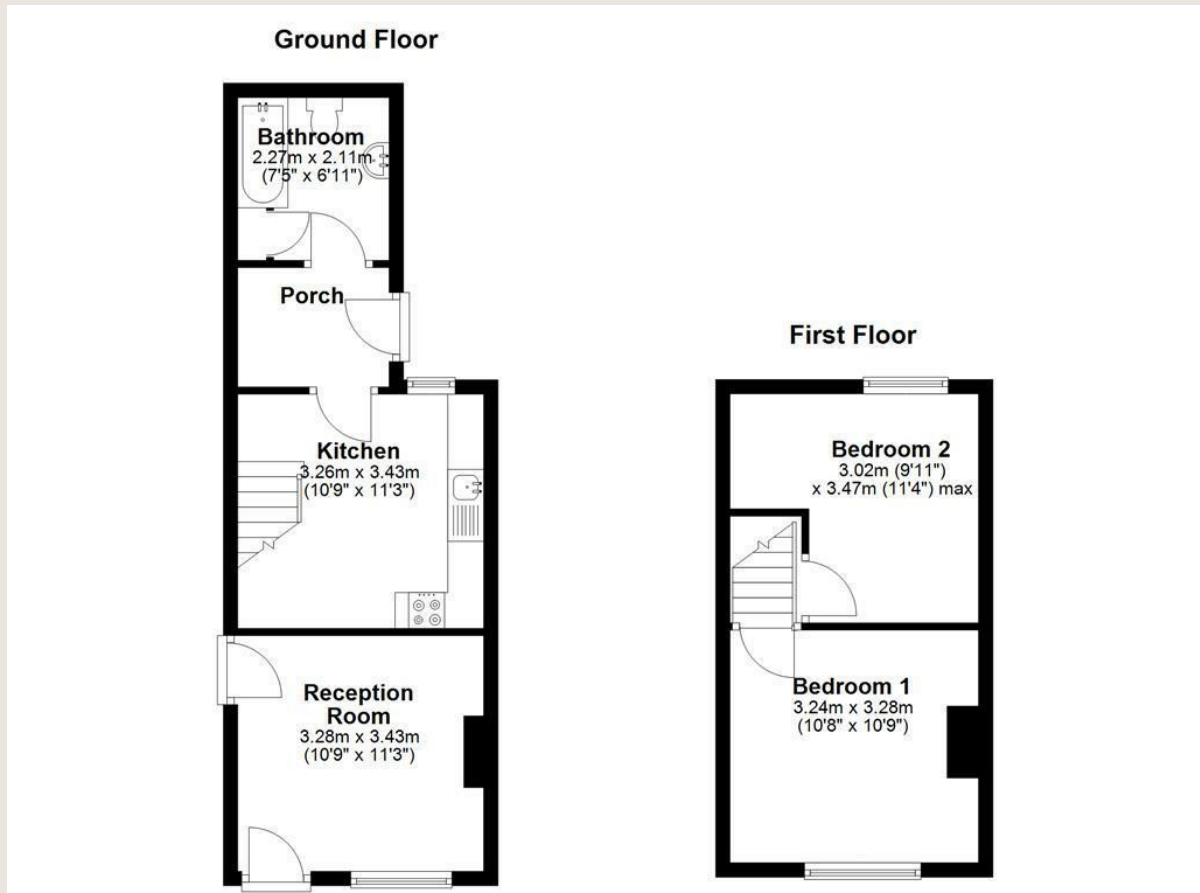 Ground Floor
Bathroom
2.27m x 2.11m
(7'5" x 6'11")
Porch
Kitchen
3.26m x 3.43m
(10'9" x 11'3")
Reception
Room
3.28m x 3.43m
(10'9" x 11'3")
First Floor
Bedroom 2
3.02m (9'11")
x 3.47m (11'4") max
Bedroom 1
3.24m x 3.28m
(10'8" x 10'9")